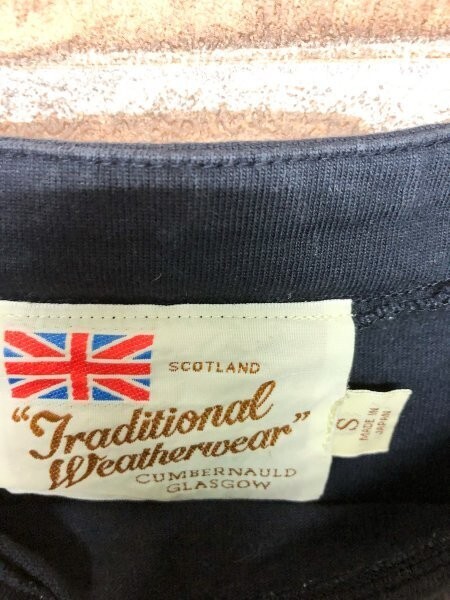 SCOTLAND
"Traditional
Weatherwear"
CUMBERNAULD
GLASGOW
S
MADE IN
JAPAN